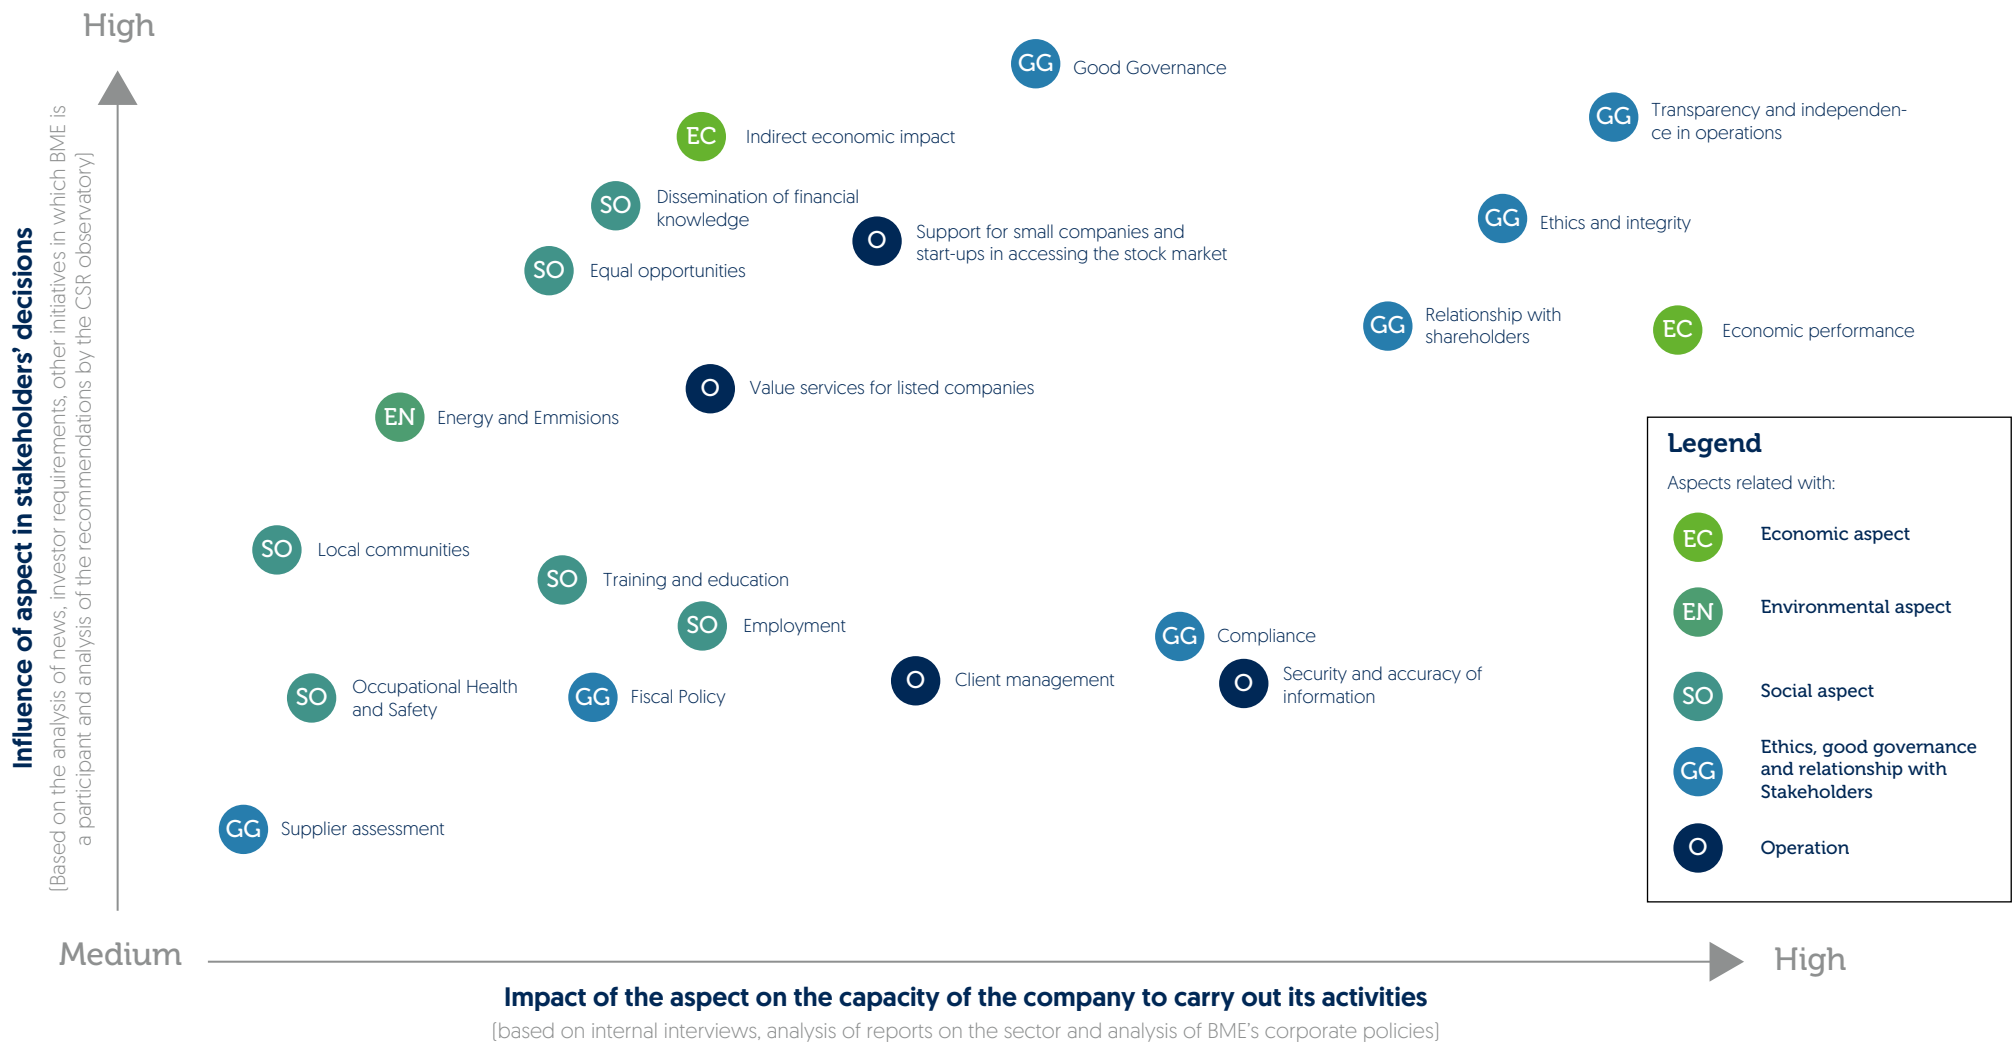 High
Influence of aspect in stakeholders’ decisions
[Based on the analysis of news, investor requirements, other initiatives in which BME is
a participant and analysis of the recommendations by the CSR observatory]
GG Good Governance
GG Transparency and independen-
ce in operations
EC Indirect economic impact
SO Dissemination of financial
knowledge
GG Ethics and integrity
O Support for small companies and
start-ups in accessing the stock market
SO Equal opportunities
GG Relationship with
shareholders
EC Economic performance
O Value services for listed companies
EN Energy and Emmisions
SO Local communities
SO Training and education
SO Employment
GG Compliance
O Client management
O Security and accuracy of
information
SO Occupational Health
and Safety
GG Fiscal Policy
GG Supplier assessment
Legend
Aspects related with:
EC Economic aspect
EN Environmental aspect
SO Social aspect
GG Ethics, good governance
and relationship with
Stakeholders
O Operation
Medium
High
Impact of the aspect on the capacity of the company to carry out its activities
[based on internal interviews, analysis of reports on the sector and analysis of BME’s corporate policies]